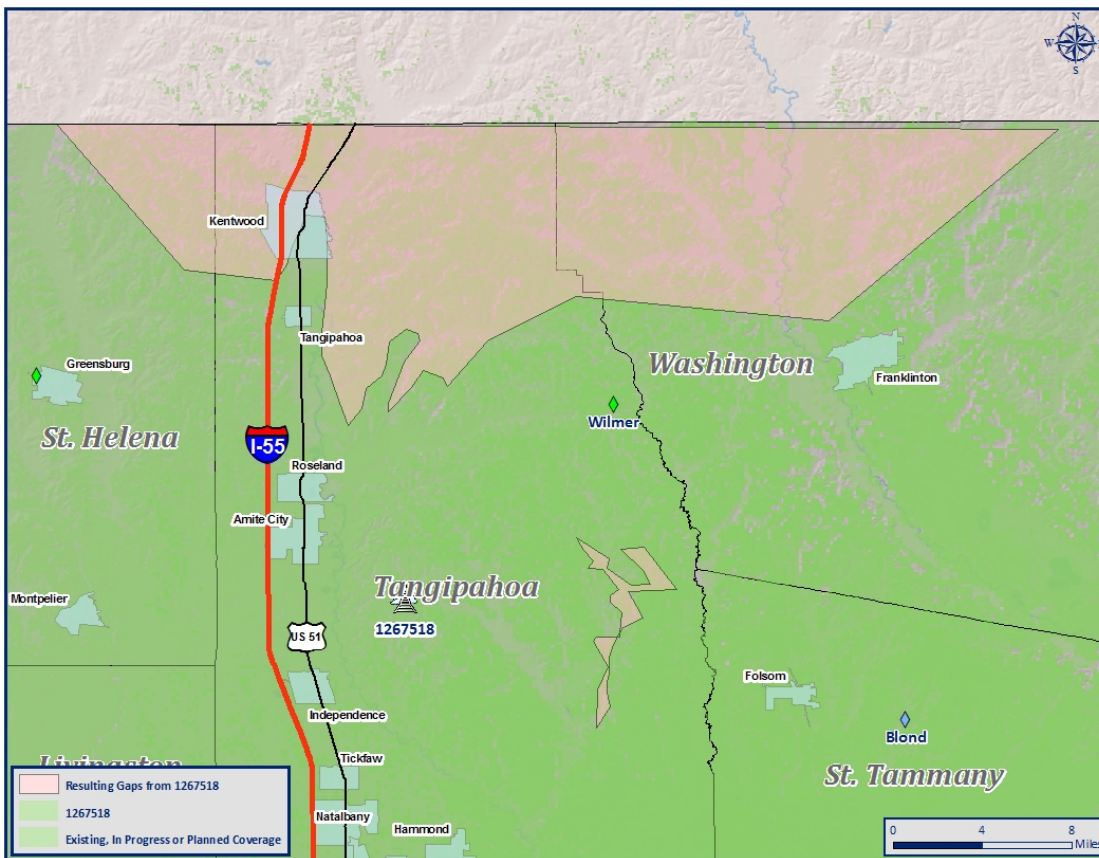 N
W E
S
Kentwood
Tangipahoa
Greensburg
Washington
Franklinton
St. Helena
Wilmer
I-55
Roseland
Amite City
Tangipahoa
Montpelier
1267518
US 51
Folsom
Independence
Blond
Livingston
Tickfaw
St. Tammany
Natalbany
Hammond
Resulting Gaps from 1267518
1267518
Existing, In Progress or Planned Coverage
0 4 8
Miles